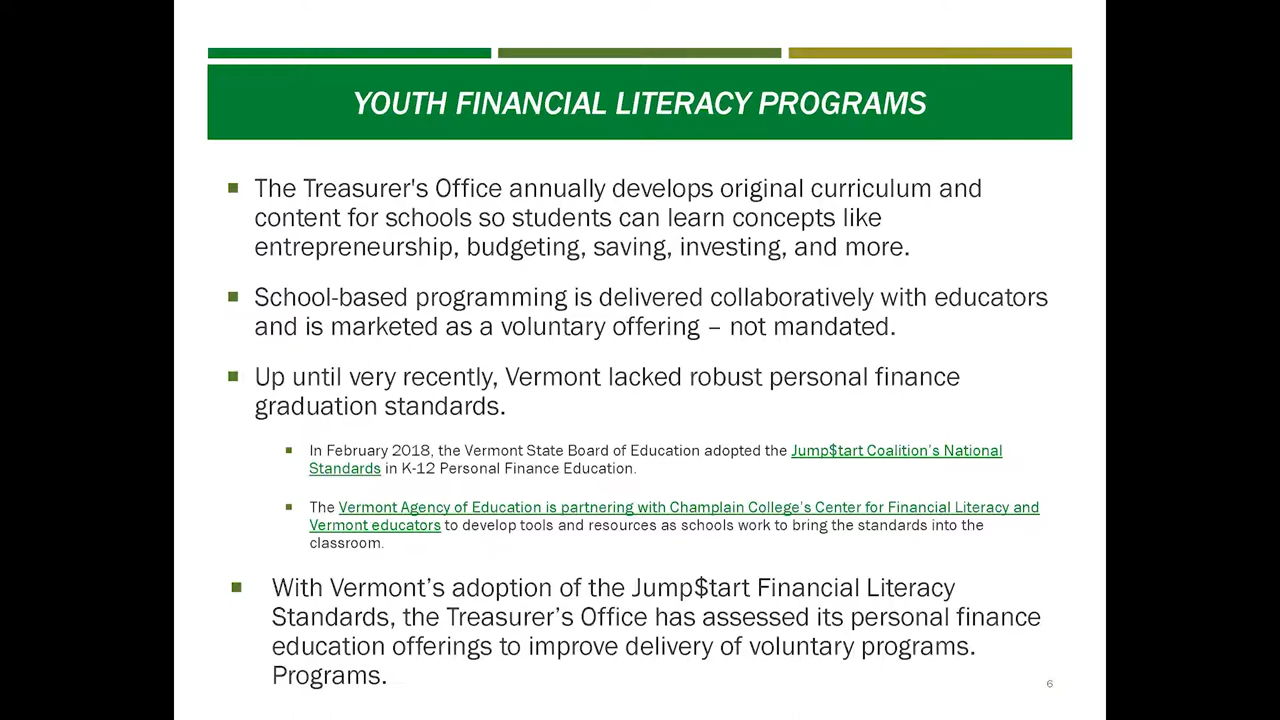 YOUTH FINANCIAL LITERACY PROGRAMS
The Treasurer's Office annually develops original curriculum and
content for schools so students can learn concepts like
entrepreneurship, budgeting, saving, investing, and more.
School-based programming is delivered collaboratively with educators
and is marketed as a voluntary offering – not mandated.
Up until very recently, Vermont lacked robust personal finance
graduation standards.
In February 2018, the Vermont State Board of Education adopted the Jump$tart Coalition’s National
Standards in K-12 Personal Finance Education.
The Vermont Agency of Education is partnering with Champlain College’s Center for Financial Literacy and
Vermont educators to develop tools and resources as schools work to bring the standards into the
classroom.
With Vermont’s adoption of the Jump$tart Financial Literacy
Standards, the Treasurer’s Office has assessed its personal finance
education offerings to improve delivery of voluntary programs.
Programs.
6